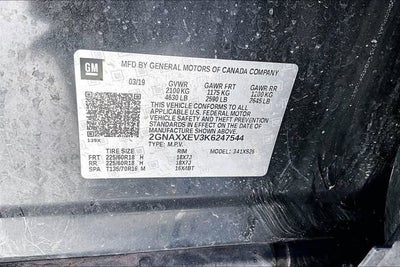 GM
MFD BY GENERAL MOTORS OF CANADA COMPANY
03/19 GVWR GAWR FRT GAWR RR
2100 KG 1175 KG 1200 KG
4630 LB 2590 LB 2645 LB
THIS VEHICLE CONFORMS TO ALL APPLICABLE
U.S. FEDERAL MOTOR
VEHICLE SAFETY AND
THEFT PREVENTION STANDARDS IN
EFFECT ON THE DATE OF
MANUFACTURE SHOWN ABOVE.
2GNAXXEV3K6247544
TYPE: M.P.V.
TIRE SIZE RIM MODEL:
FRT 225/60R18 H 18X7J
RR 225/60R18 H 18X7J
SPA T135/70R16 M 16X4BT